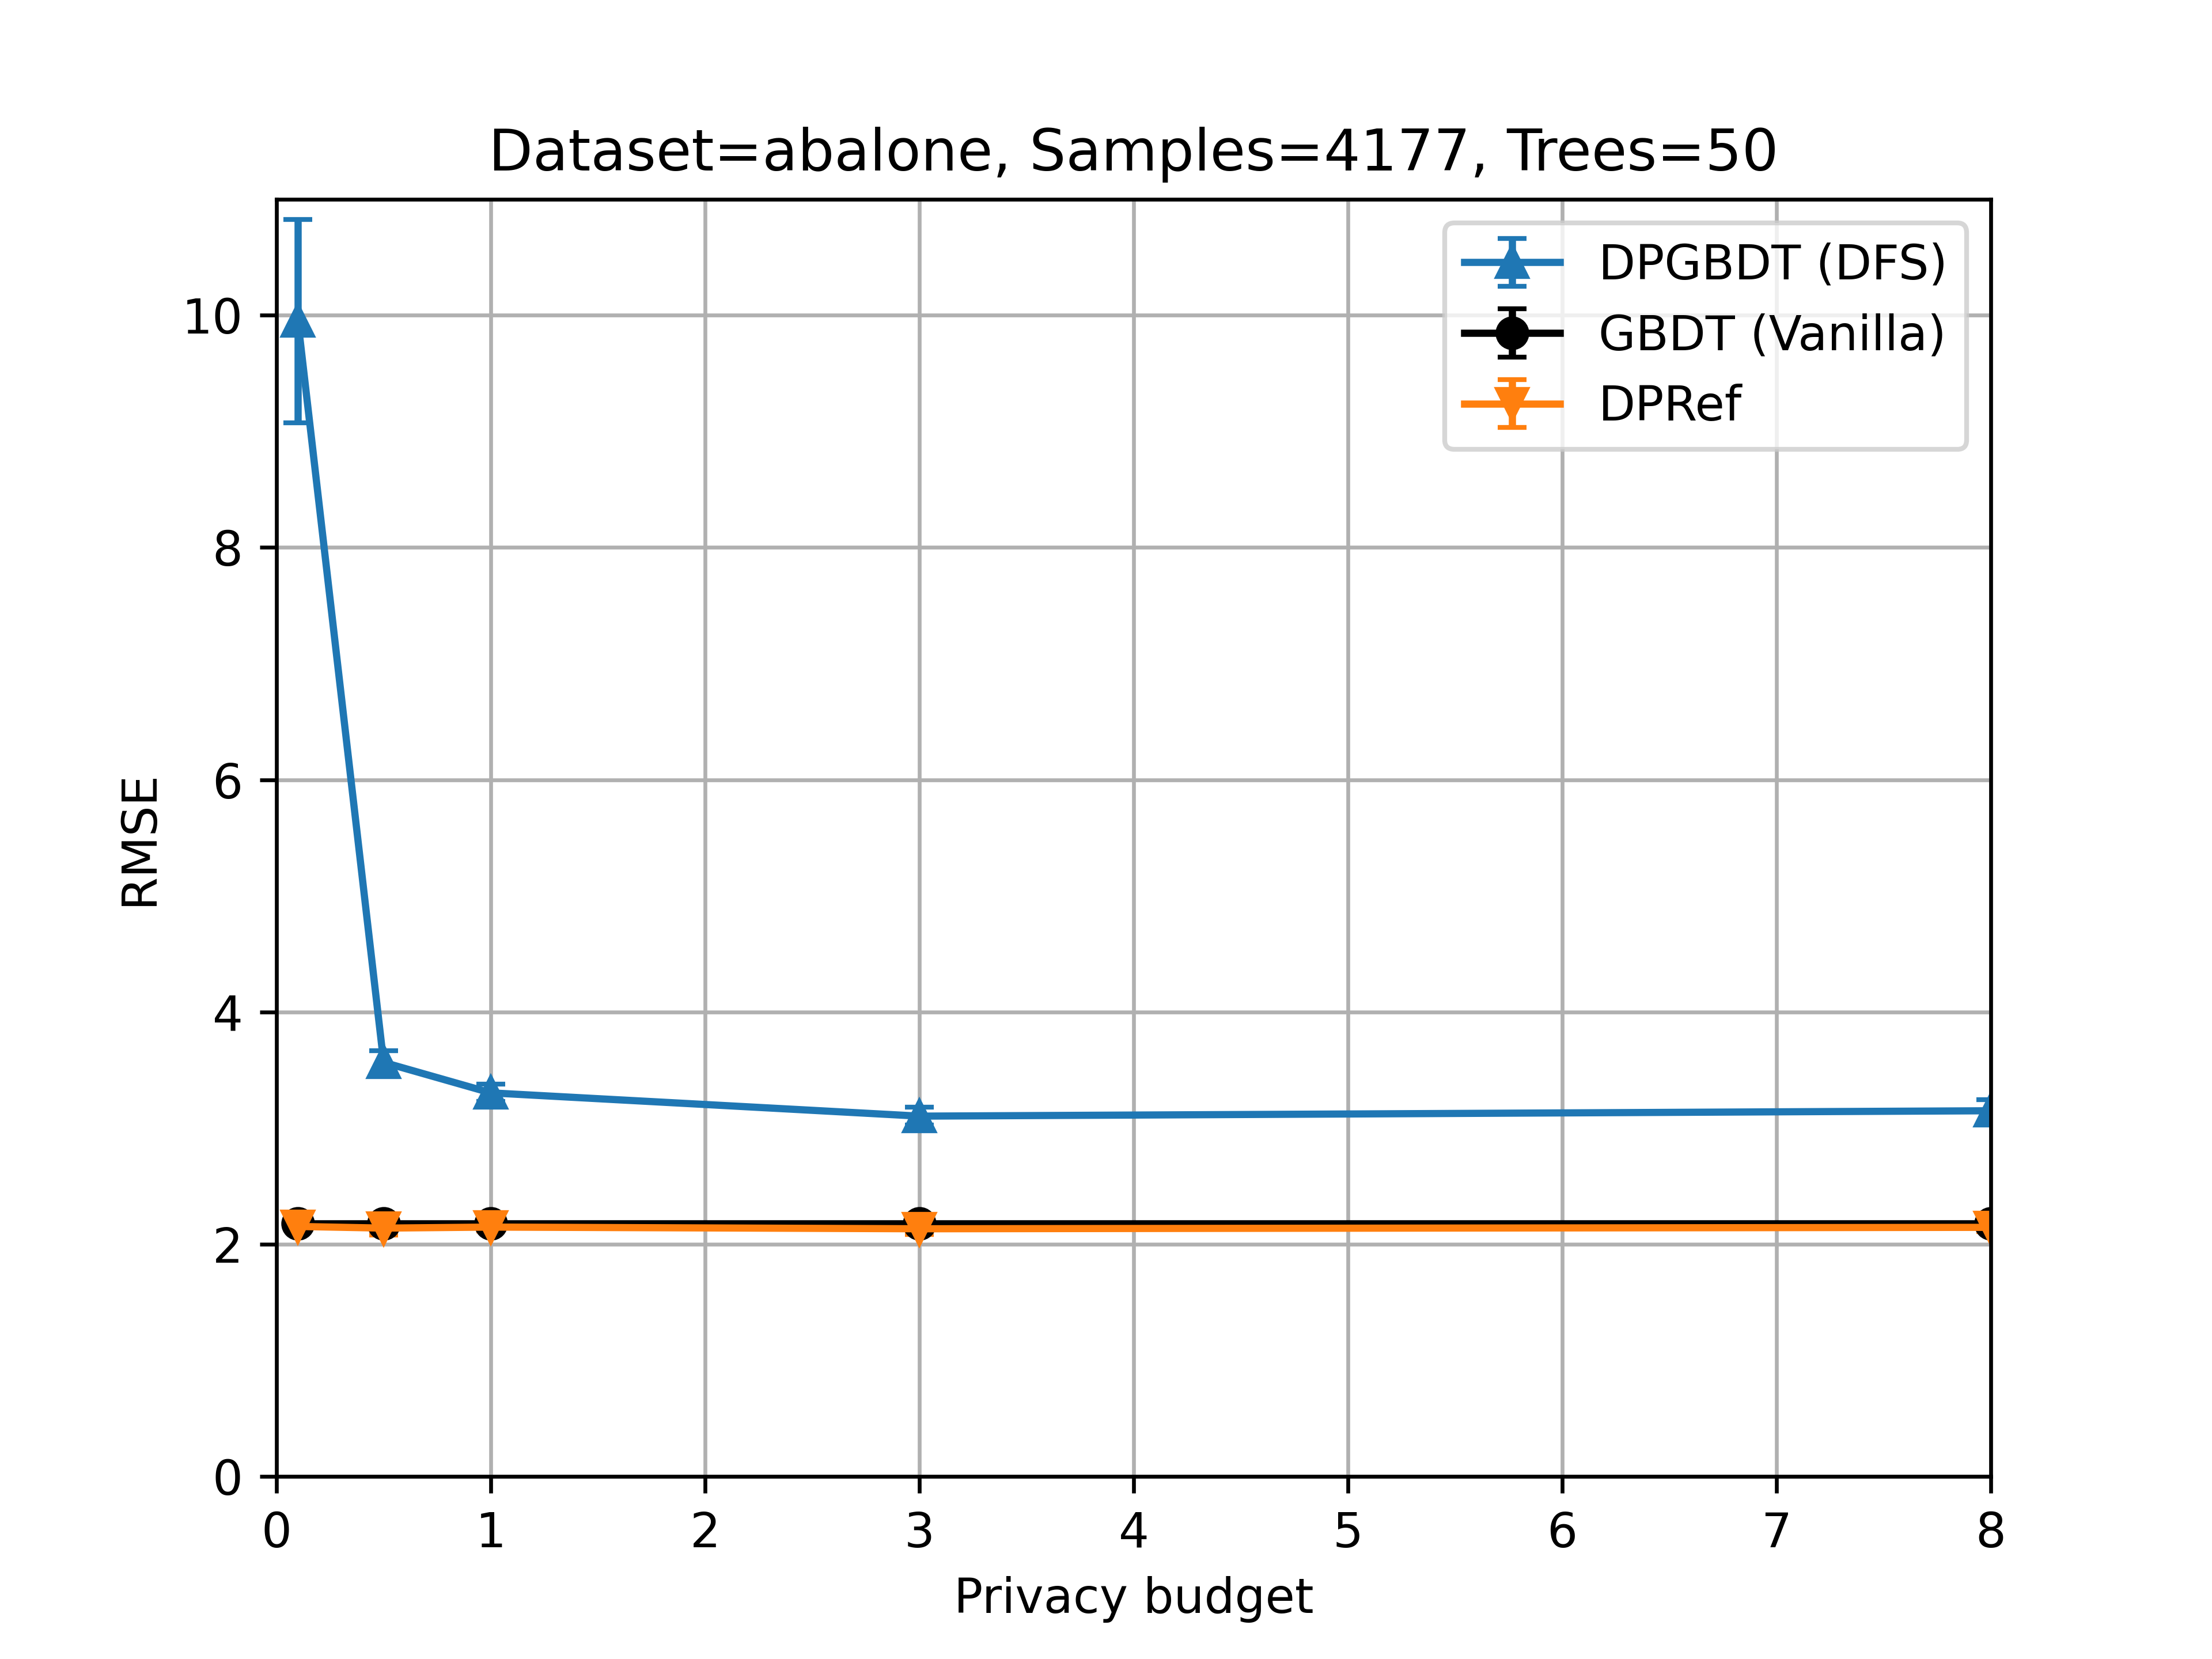 Dataset=abalone, Samples=4177, Trees=50
DPGBDT (DFS)
GBDT (Vanilla)
DPRef
10
8
6
4
2
0
RMSE
0 1 2 3 4 5 6 7 8
Privacy budget